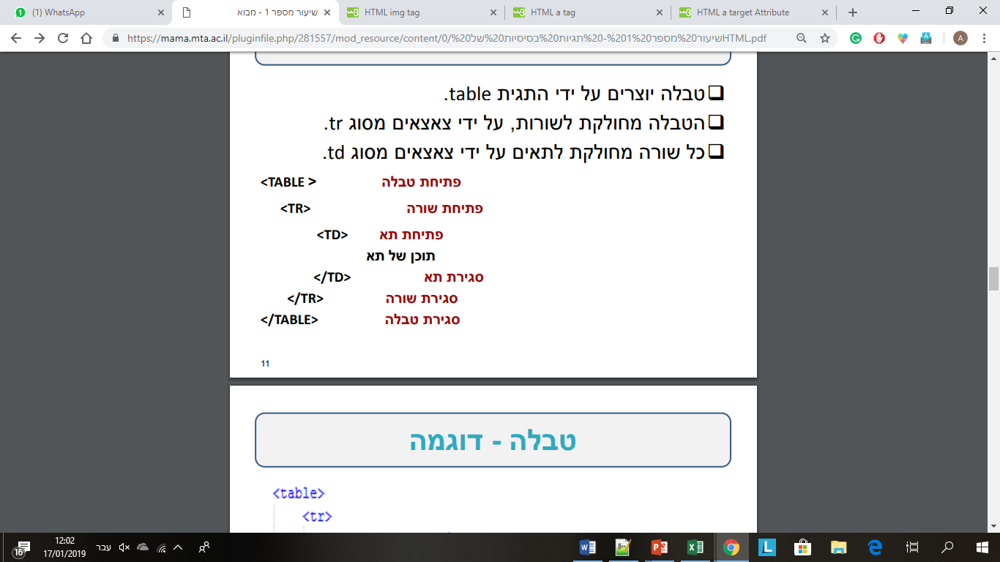 (1) WhatsApp
שיעור מספר 1 - מבוא
HTML img tag
HTML a tag
HTML a target Attribute
https://mama.mta.ac.il/pluginfile.php/281557/mod_resource/content/0/%20של%20בסיסיות%20תגיות%20-%201%20מספר%20שיעורHTML.pdf
A
טבלה יוצרים על ידי התגית table.
הטבלה מחולקת לשורות, על ידי צאצאים מסוג tr.
כל שורה מחולקת לתאים על ידי צאצאים מסוג td.
<TABLE > פתיחת טבלה
<TR> פתיחת שורה
<TD> פתיחת תא
תוכן של תא
</TD> סגירת תא
</TR> סגירת שורה
</TABLE> סגירת טבלה
11
טבלה - דוגמה
<table>
<tr>
16
12:02
17/01/2019
עבר